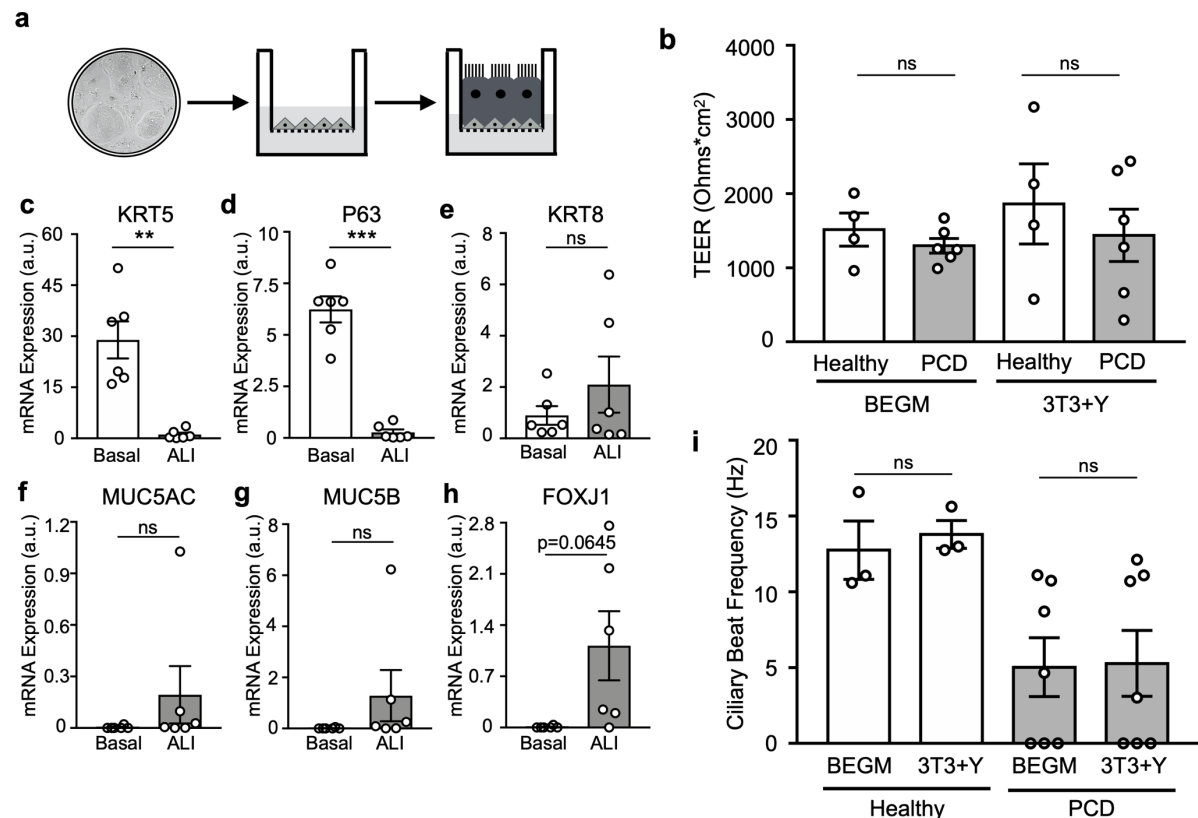 a
b
TEER (Ohms*cm²)
4000
3000
2000
1000
0
ns
ns
Healthy
PCD
Healthy
PCD
BEGM
3T3+Y
c
KRT5
mRNA Expression (a.u.)
60
45
30
15
0
**
Basal
ALI
d
P63
mRNA Expression (a.u.)
10
7.5
5
2.5
0
***
Basal
ALI
e
KRT8
mRNA Expression (a.u.)
8
6
4
2
0
ns
Basal
ALI
f
MUC5AC
mRNA Expression (a.u.)
1.2
0.9
0.6
0.3
0
ns
Basal
ALI
g
MUC5B
mRNA Expression (a.u.)
8
6
4
2
0
ns
Basal
ALI
h
FOXJ1
mRNA Expression (a.u.)
2.8
2.1
1.4
0.7
0
p=0.0645
Basal
ALI
i
Ciliary Beat Frequency (Hz)
20
15
10
5
0
ns
ns
BEGM
3T3+Y
BEGM
3T3+Y
Healthy
PCD